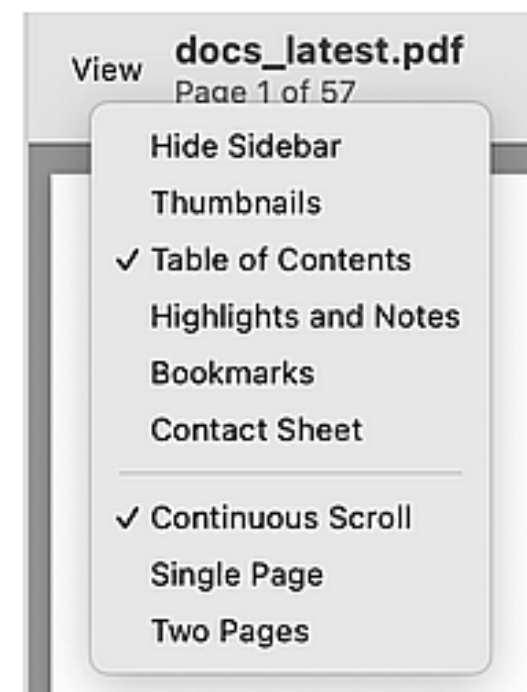 View
docs_latest.pdf
Page 1 of 57
Hide Sidebar
Thumbnails
✓ Table of Contents
Highlights and Notes
Bookmarks
Contact Sheet
✓ Continuous Scroll
Single Page
Two Pages